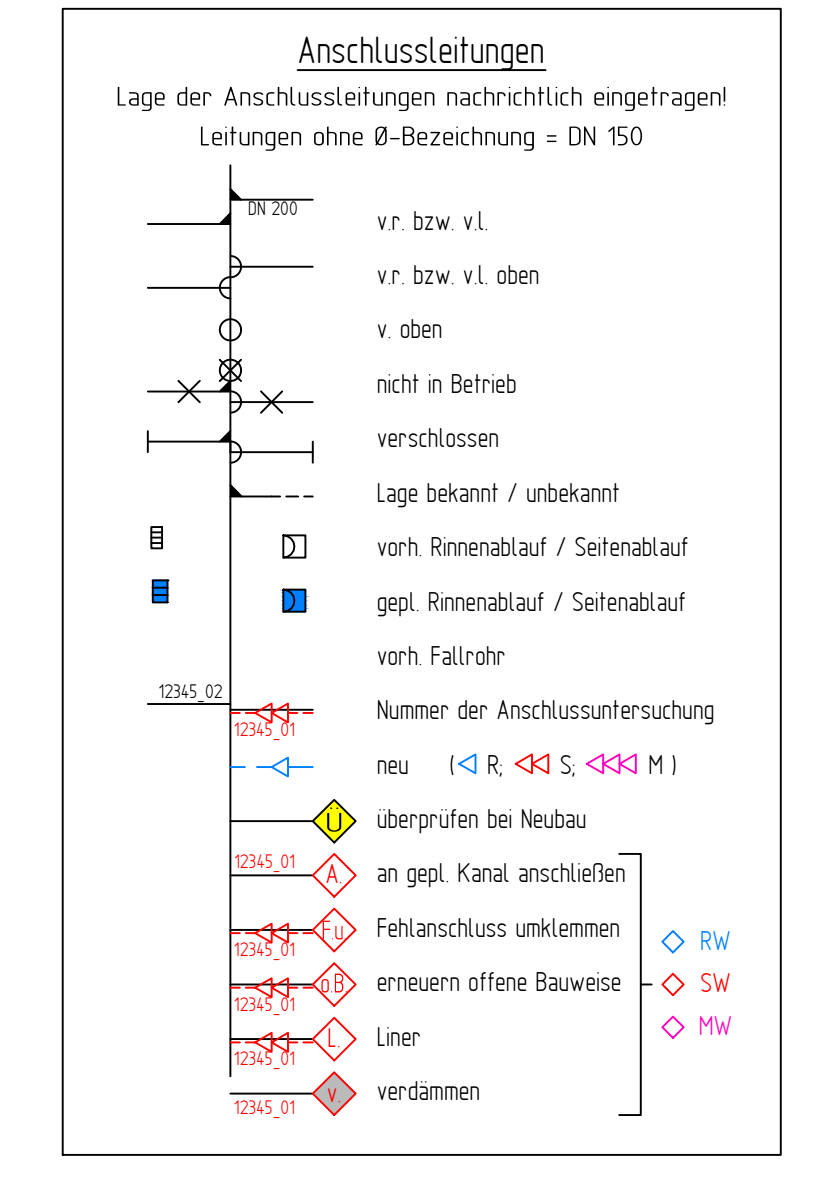 Anschlussleitungen
Lage der Anschlussleitungen nachrichtlich eingetragen!
Leitungen ohne Ø-Bezeichnung = DN 150
DN 200
v.r. bzw. v.l.
v.r. bzw. v.l. oben
v. oben
nicht in Betrieb
verschlossen
Lage bekannt / unbekannt
vorh. Rinnenablauf / Seitenablauf
gepl. Rinnenablauf / Seitenablauf
vorh. Fallrohr
12345_02
12345_01
Nummer der Anschlussuntersuchung
neu ( R; S; M )
Ü überprüfen bei Neubau
12345_01
A. an gepl. Kanal anschließen
F.u Fehlanschluss umklemmen
12345_01
RW
o.B. erneuern offene Bauweise
12345_01
SW
L. Liner
12345_01
MW
v. verdämmen
12345_01